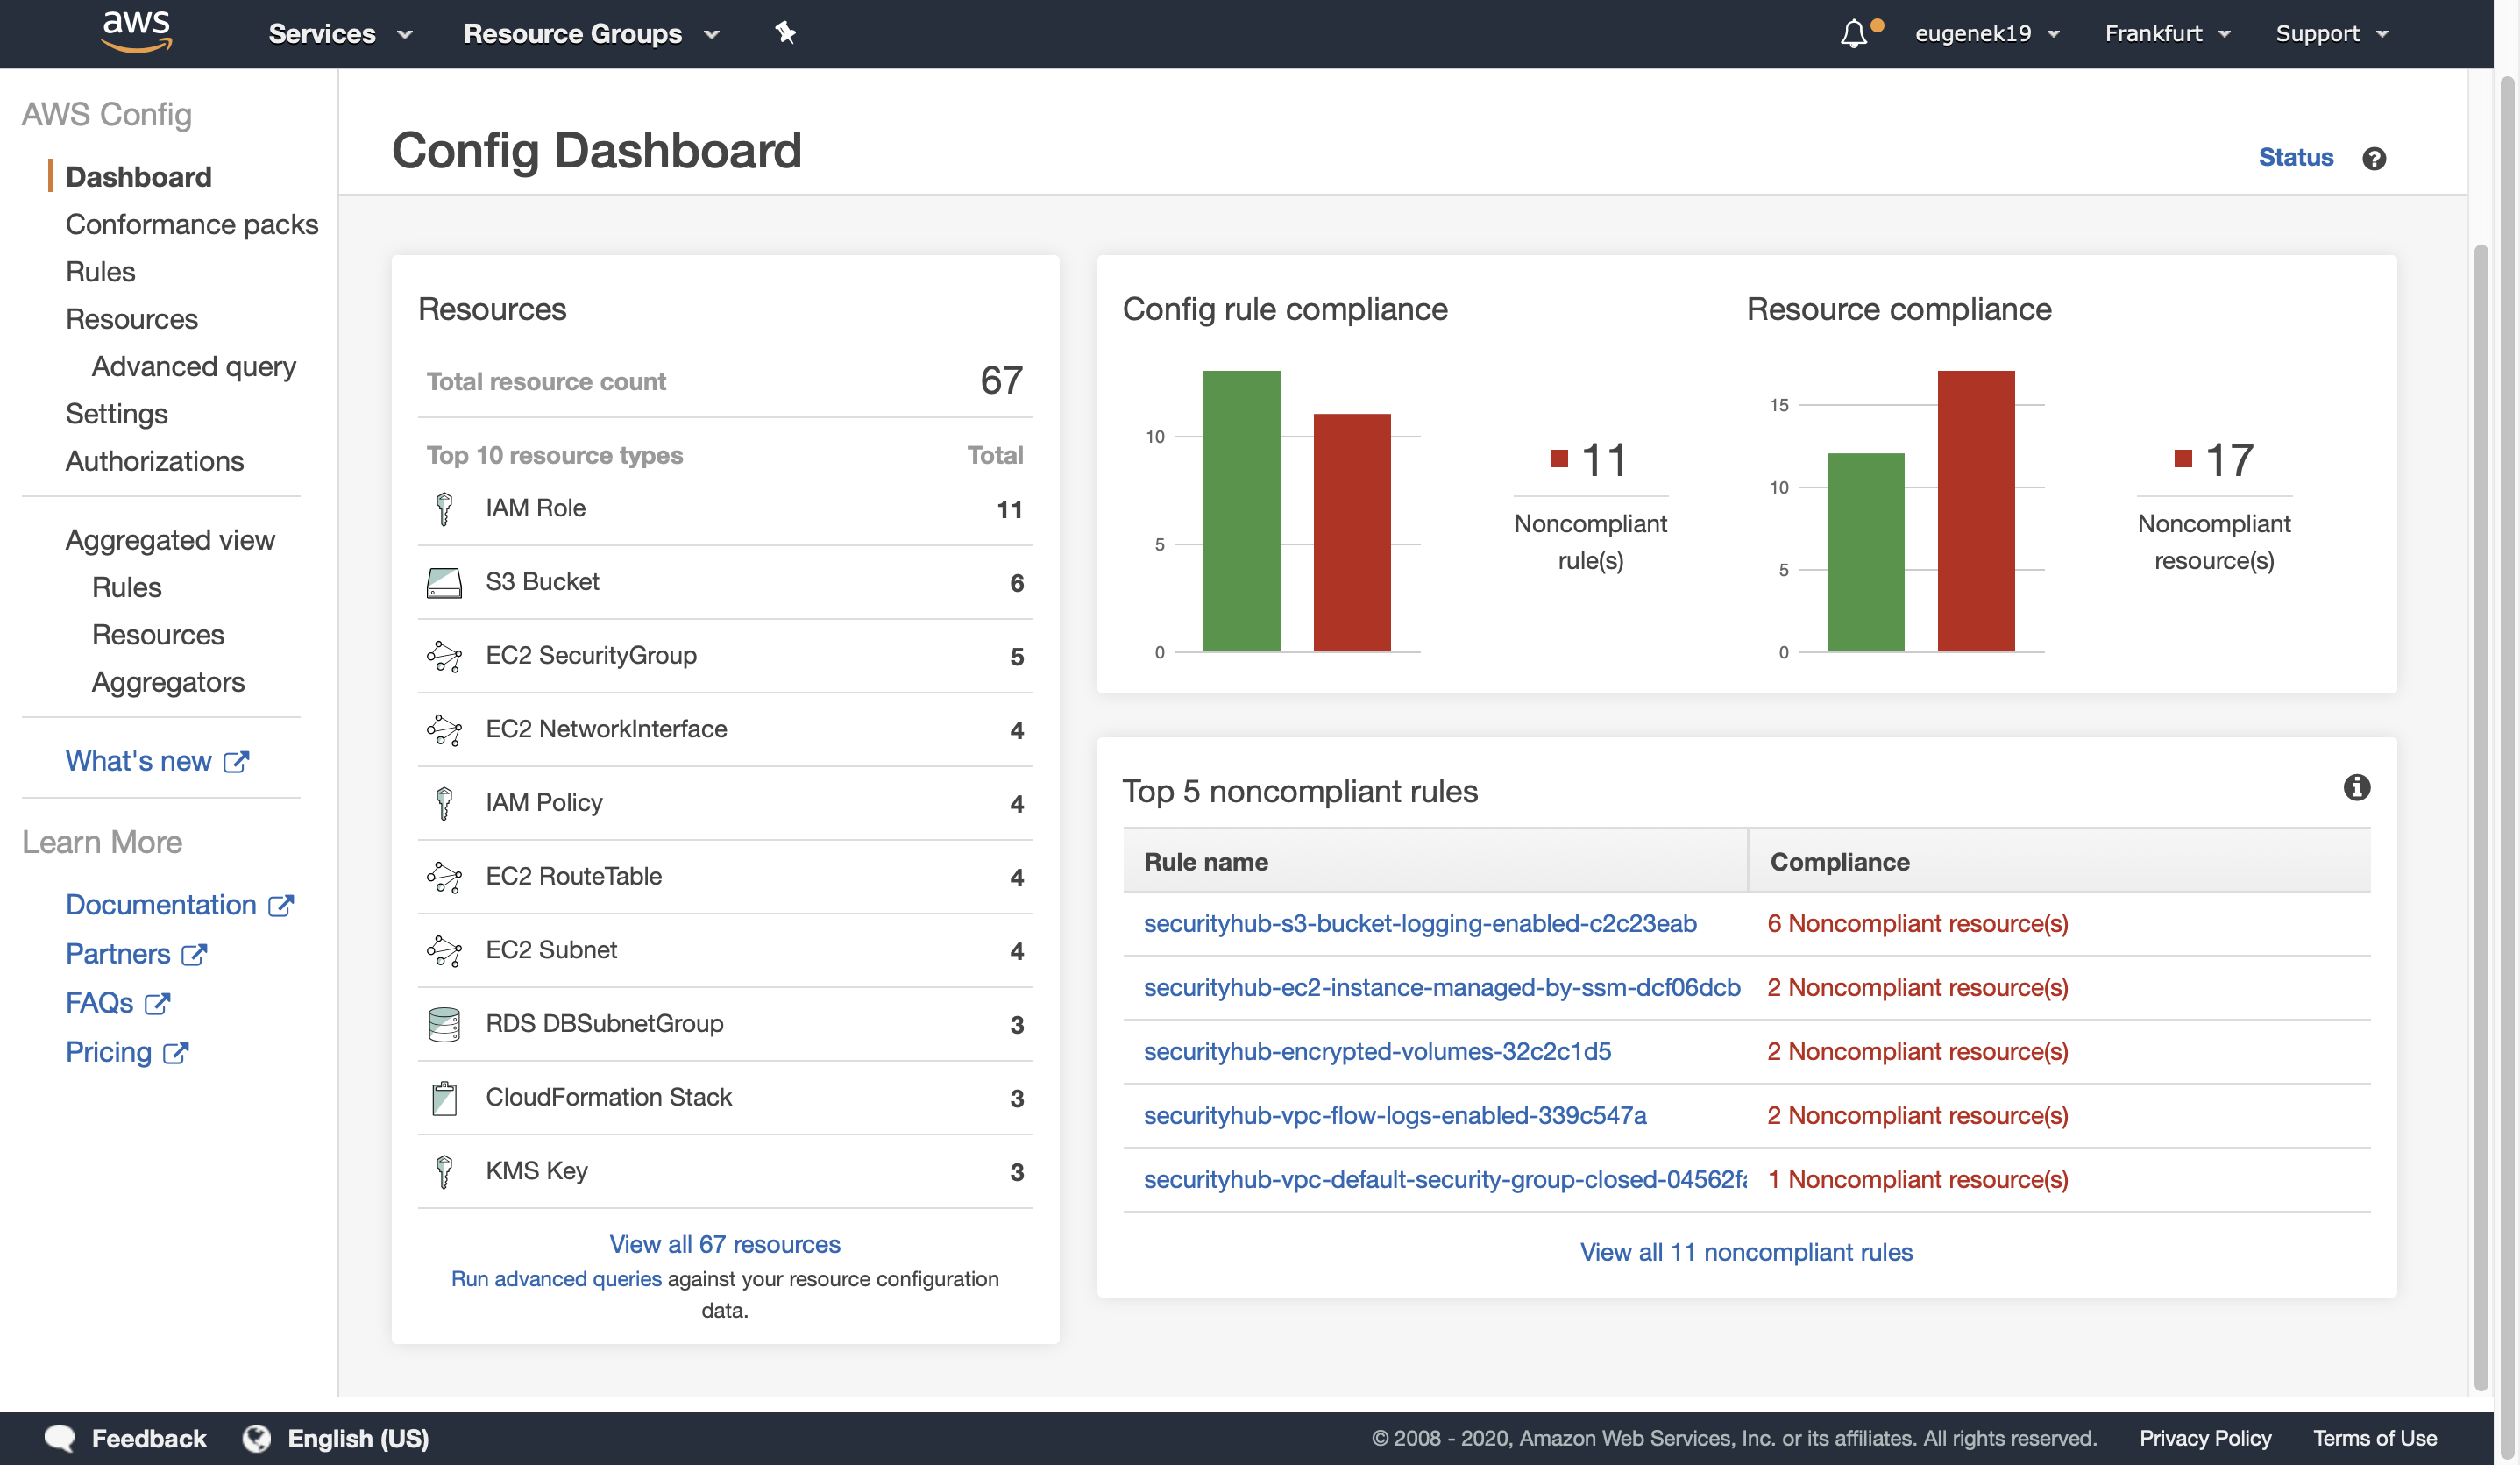 aws
Services
Resource Groups
eugenek19
Frankfurt
Support
AWS Config
Dashboard
Conformance packs
Rules
Resources
Advanced query
Settings
Authorizations
Aggregated view
Rules
Resources
Aggregators
What's new
Learn More
Documentation
Partners
FAQs
Pricing
Config Dashboard
Status
?
Resources
Total resource count 67
Top 10 resource types Total
IAM Role 11
S3 Bucket 6
EC2 SecurityGroup 5
EC2 NetworkInterface 4
IAM Policy 4
EC2 RouteTable 4
EC2 Subnet 4
RDS DBSubnetGroup 3
CloudFormation Stack 3
KMS Key 3
View all 67 resources
Run advanced queries against your resource configuration
data.
Config rule compliance
10
5
0
11
Noncompliant
rule(s)
Resource compliance
15
10
5
0
17
Noncompliant
resource(s)
Top 5 noncompliant rules
i
Rule name Compliance
securityhub-s3-bucket-logging-enabled-c2c23eab 6 Noncompliant resource(s)
securityhub-ec2-instance-managed-by-ssm-dcf06dcb 2 Noncompliant resource(s)
securityhub-encrypted-volumes-32c2c1d5 2 Noncompliant resource(s)
securityhub-vpc-flow-logs-enabled-339c547a 2 Noncompliant resource(s)
securityhub-vpc-default-security-group-closed-04562fa 1 Noncompliant resource(s)
View all 11 noncompliant rules
Feedback
English (US)
© 2008 - 2020, Amazon Web Services, Inc. or its affiliates. All rights reserved.
Privacy Policy
Terms of Use